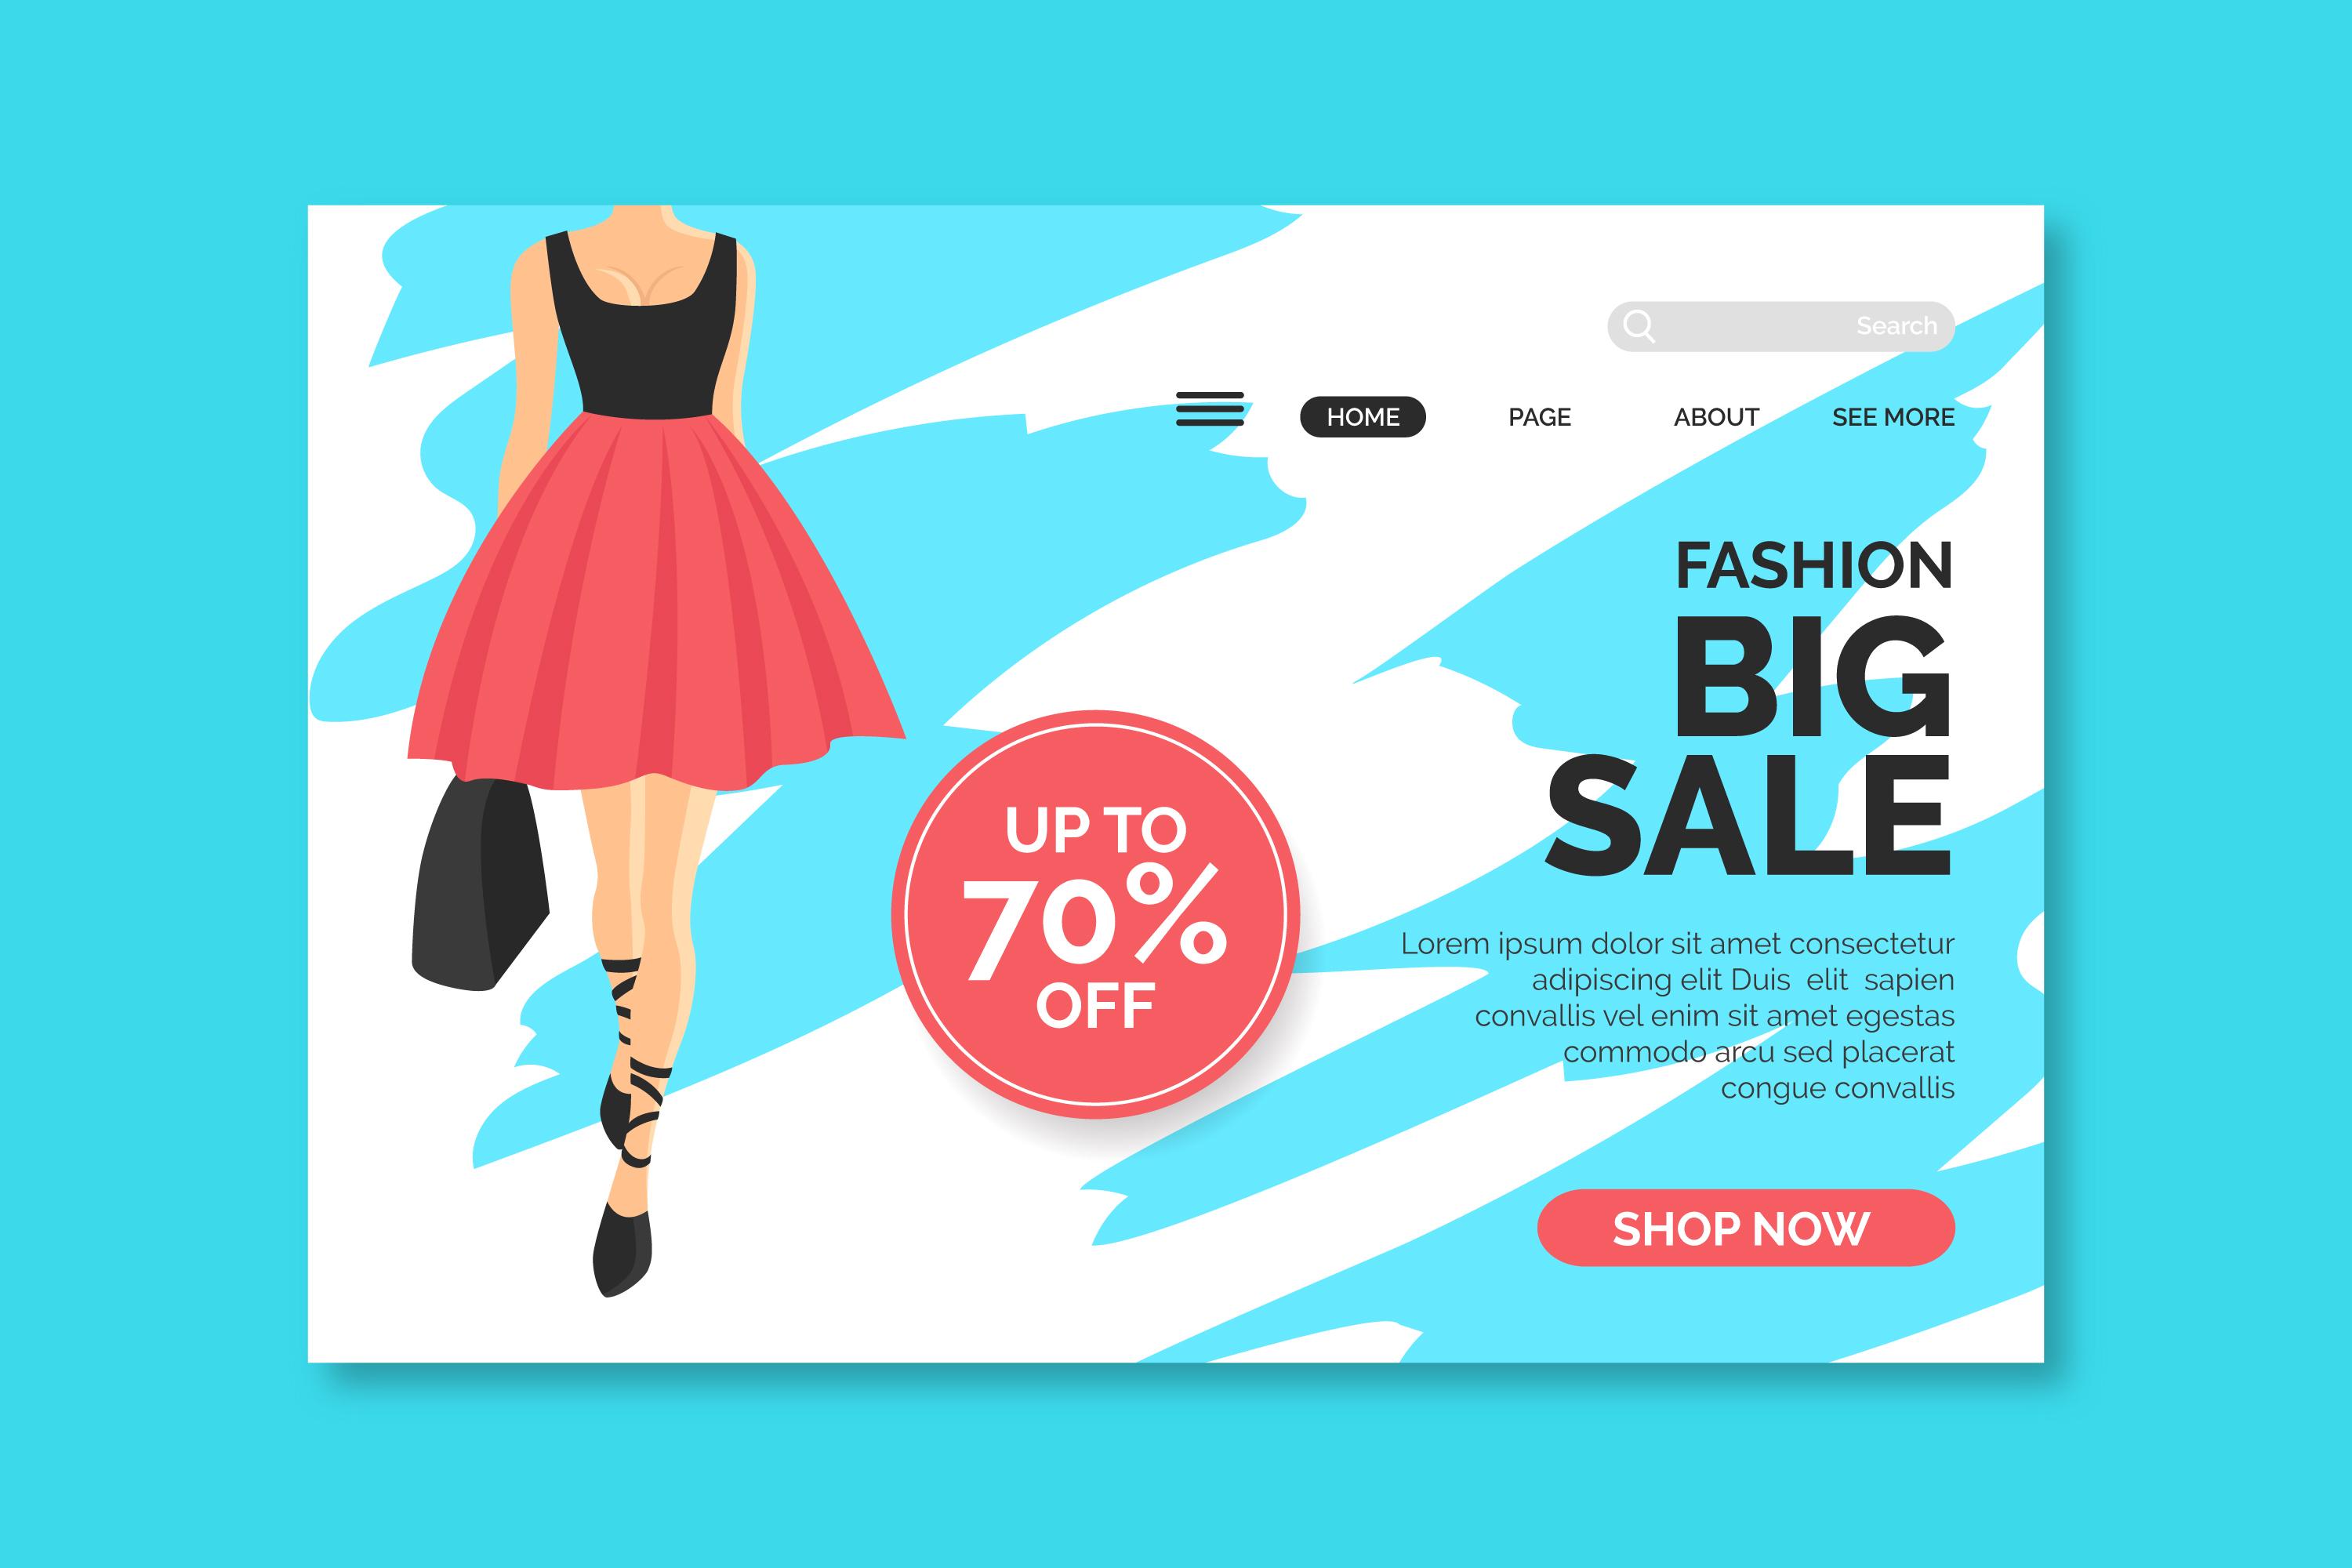 Search
HOME PAGE ABOUT SEE MORE
FASHION
BIG
SALE
UP TO
70%
OFF
Lorem ipsum dolor sit amet consectetur
adipiscing elit Duis elit sapien
convallis vel enim sit amet egestas
commodo arcu sed placerat
congue convallis
SHOP NOW